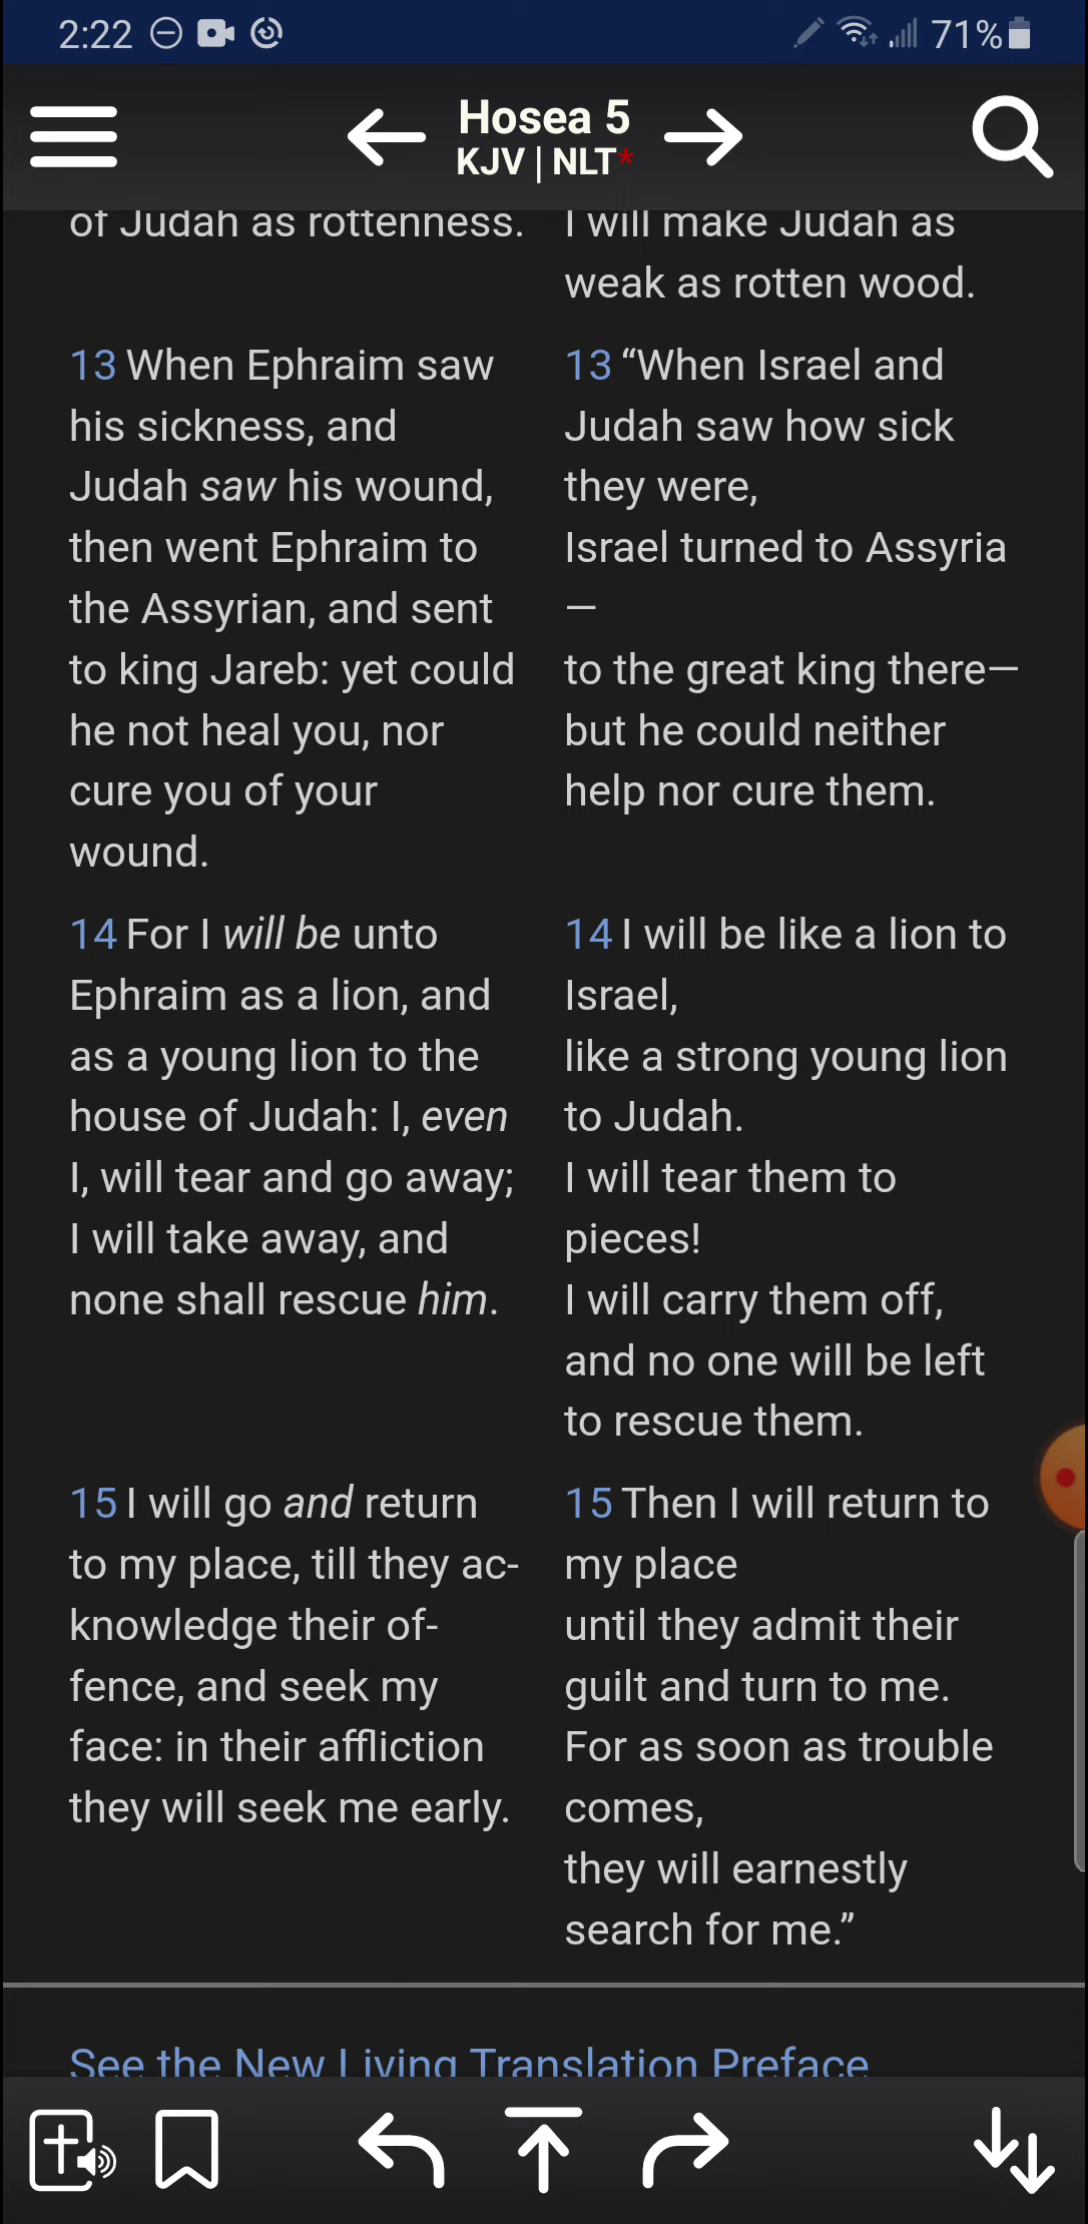 2:22
71%
Hosea 5
KJV | NLT*
of Judah as rottenness.
13 When Ephraim saw
his sickness, and
Judah saw his wound,
then went Ephraim to
the Assyrian, and sent
to king Jareb: yet could
he not heal you, nor
cure you of your
wound.
14 For I will be unto
Ephraim as a lion, and
as a young lion to the
house of Judah: I, even
I, will tear and go away;
I will take away, and
none shall rescue him.
15 I will go and return
to my place, till they ac-
knowledge their of-
fence, and seek my
face: in their affliction
they will seek me early.
I will make Judah as
weak as rotten wood.
13 “When Israel and
Judah saw how sick
they were,
Israel turned to Assyria
—
to the great king there—
but he could neither
help nor cure them.
14 I will be like a lion to
Israel,
like a strong young lion
to Judah.
I will tear them to
pieces!
I will carry them off,
and no one will be left
to rescue them.
15 Then I will return to
my place
until they admit their
guilt and turn to me.
For as soon as trouble
comes,
they will earnestly
search for me.”
See the New Living Translation Preface